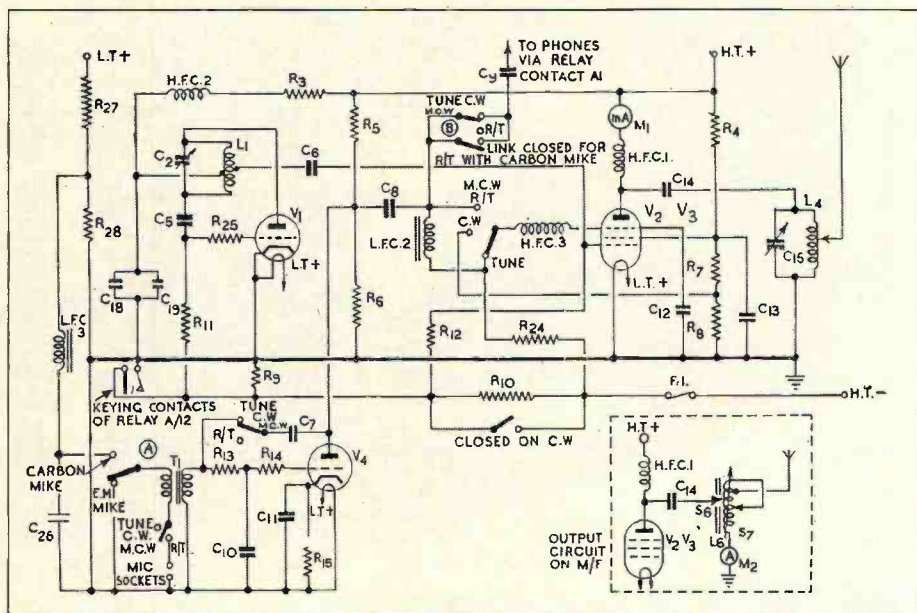 L.T+
R27
H.F.C.2
R3
TO PHONES
VIA RELAY
CONTACT A1
Cy
H.T.+
TUNE C.W
M.C.W
B
R/T
LINK CLOSED FOR
R/T WITH CARBON MIKE
mA
M1
R5
R4
H.F.C.1.
C2
L1
C6
C14
L4
C5
R25
V1
C8
M.C.W
R/T
C.W
V2 V3
R28
L.T+
L.F.C.2
H.F.C.3
TUNE
C15
C18
C19
R6
L.T.+
R7
L.F.C
3
R11
R12
C12
R8
C13
R24
R9
R10
F.1.
H.T.-
KEYING CONTACTS
OF RELAY A/12
TUNE
C.W
M.C.W
R/T
C7
CLOSED ON C.W
A
CARBON
MIKE
T1
R13
R14
V4
E.M
MIKE
LT+
C26
TUNE
C.W.
M.C.W
R/T
C11
C10
R15
MIC
SOCKETS
H.T+
H.F.C1
C14
S6
L6
S7
OUTPUT
CIRCUIT
ON M/F
V2 V3
A
M2